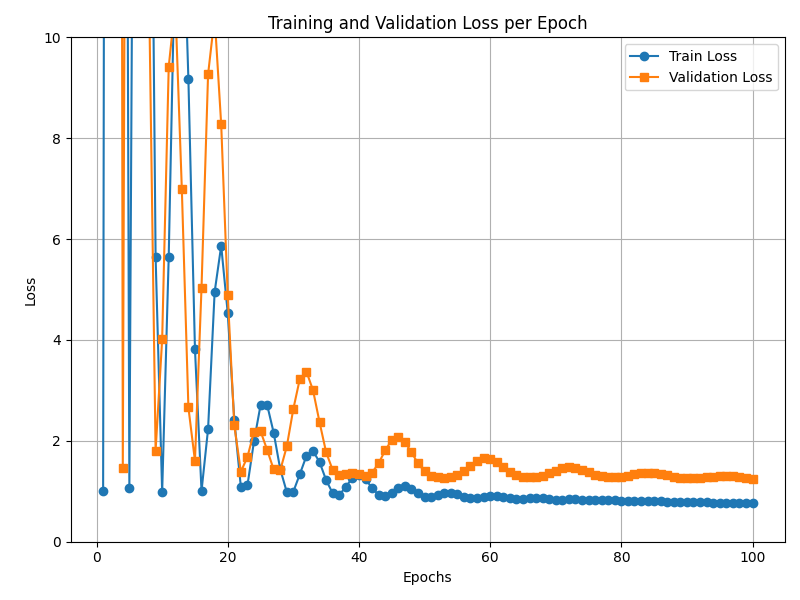 Training and Validation Loss per Epoch
Train Loss
Validation Loss
10
8
6
4
2
0
Loss
0 20 40 60 80 100
Epochs